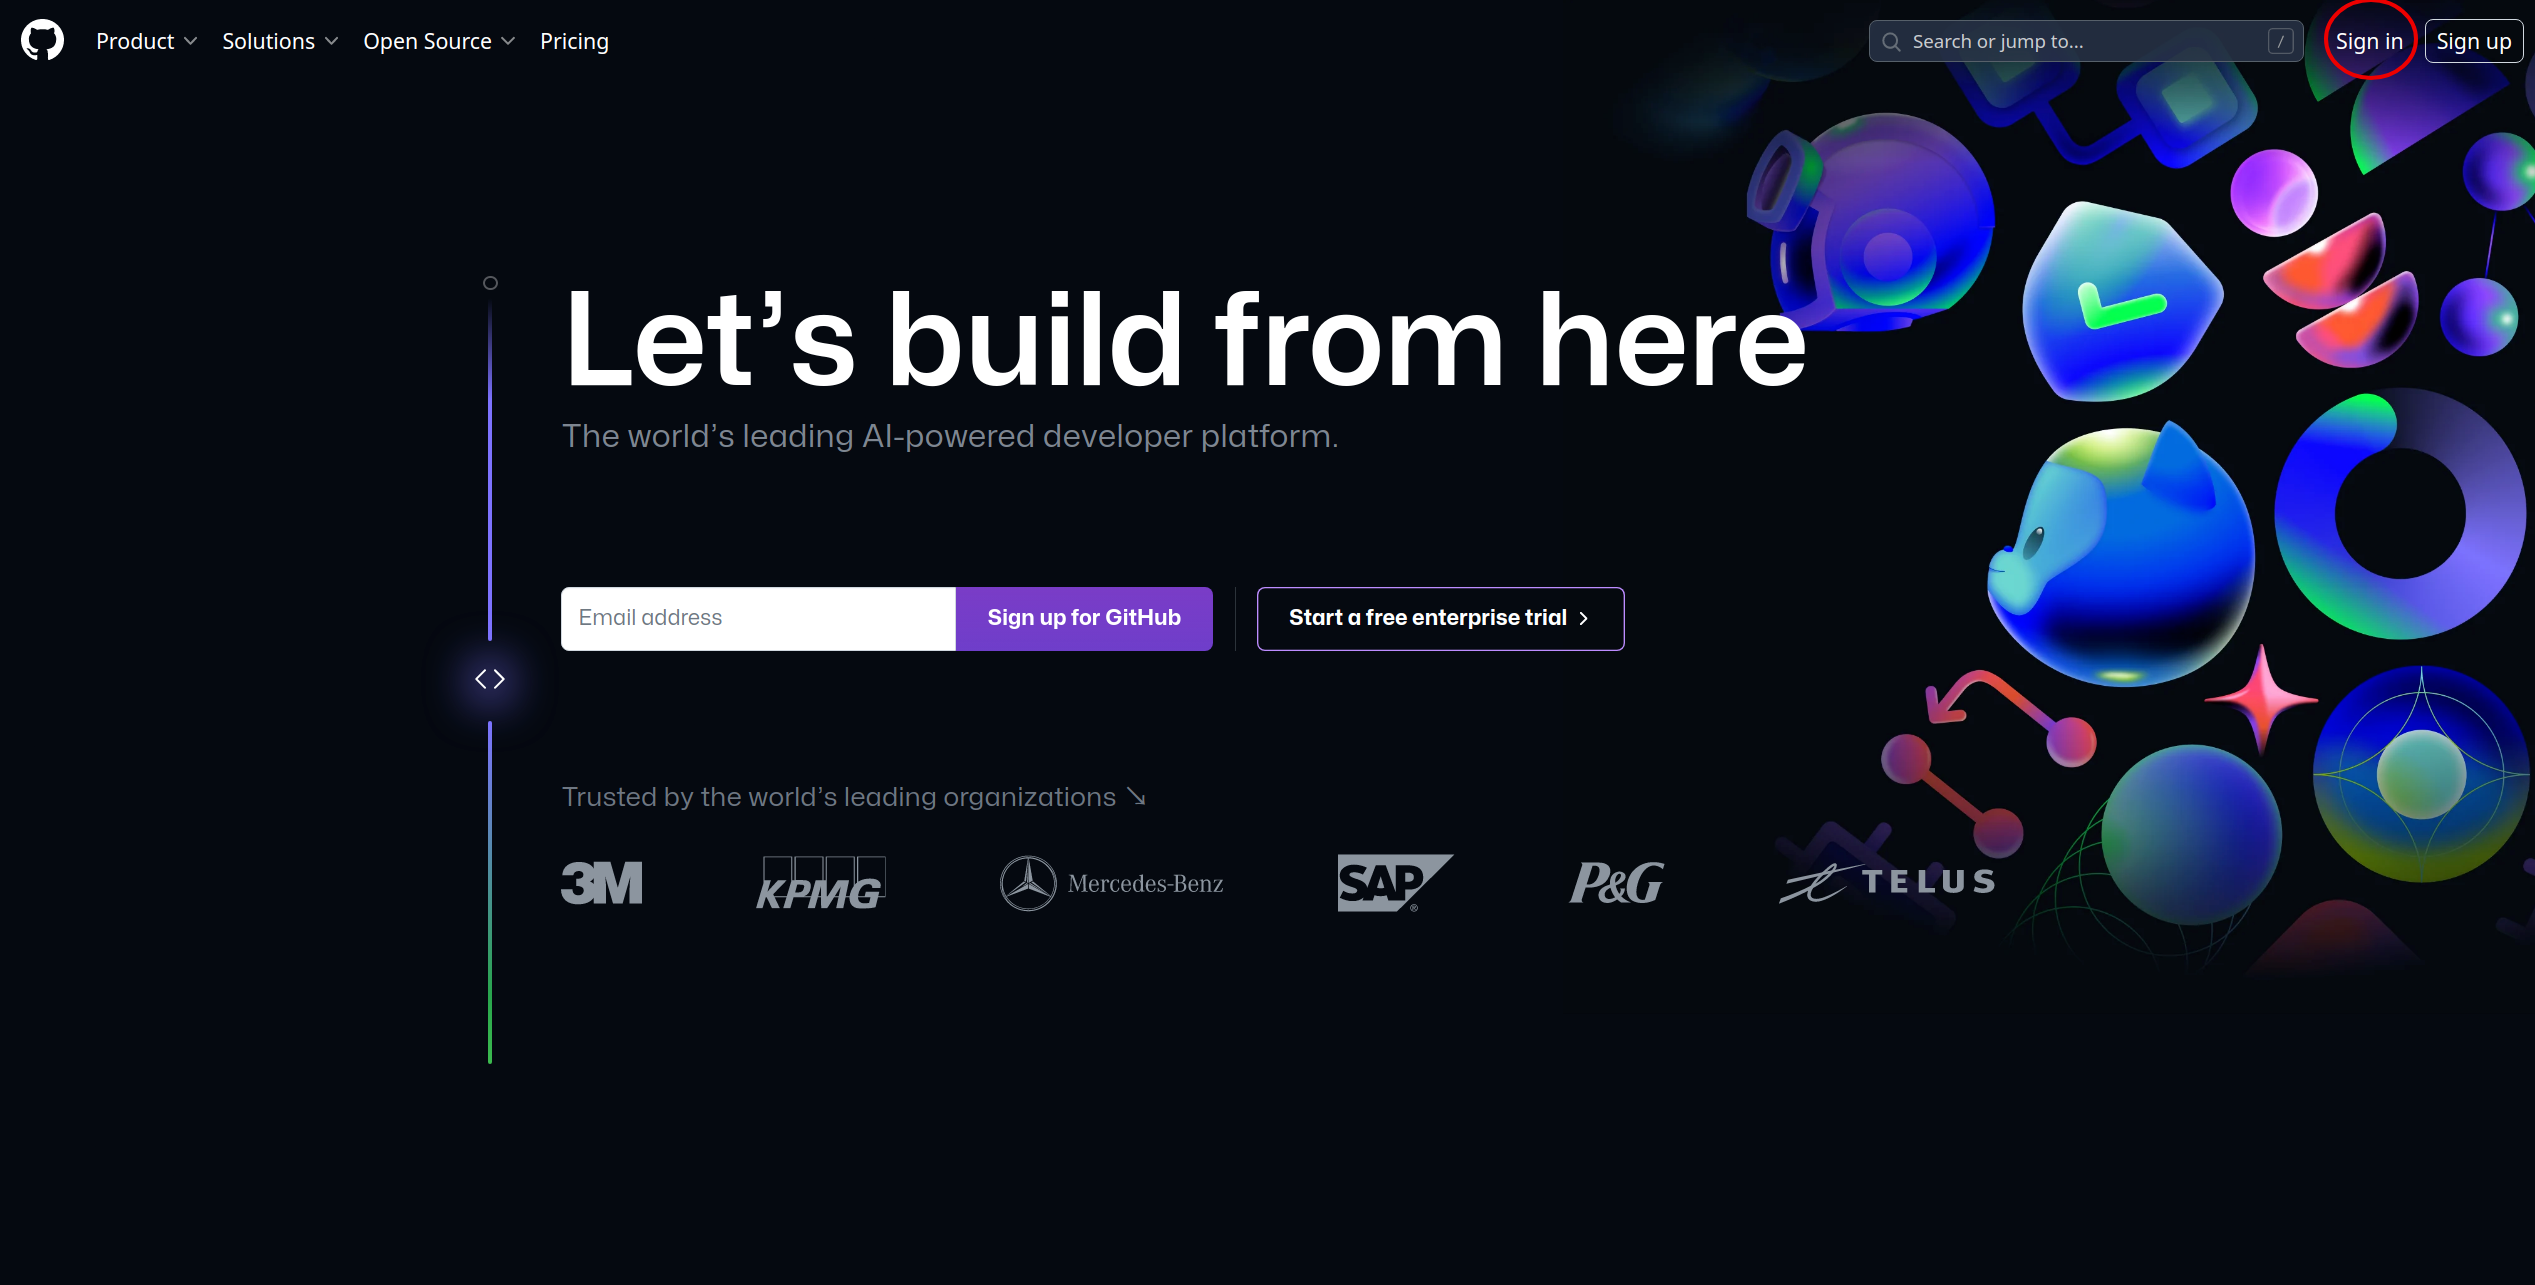 Product
Solutions
Open Source
Pricing
Search or jump to...
/
Sign in
Sign up
Let’s build from here
The world’s leading AI-powered developer platform.
Email address
Sign up for GitHub
Start a free enterprise trial
Trusted by the world’s leading organizations ↘
3M
KPMG
Mercedes-Benz
SAP®
P&G
TELUS